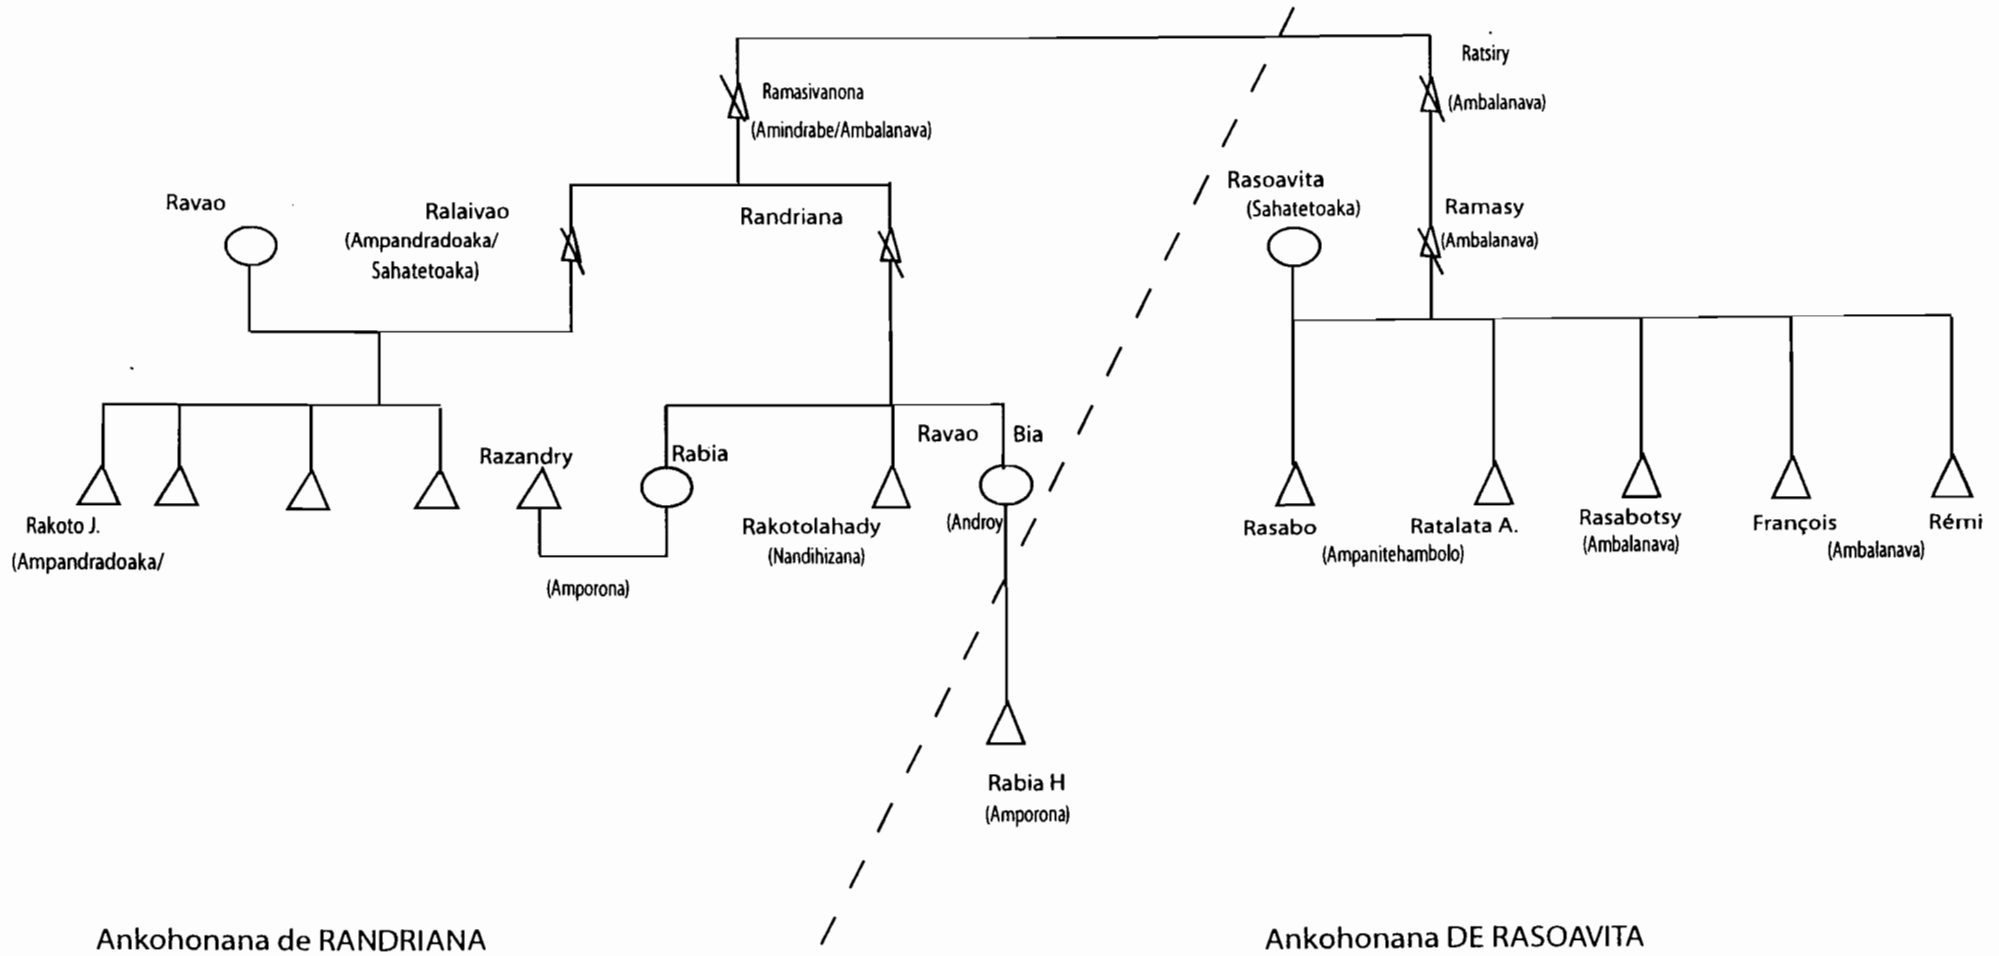 Ratsiry
Ramasivanona
(Ambalanava)
(Amindrabe/Ambalanava)
Rasoavita
Ravao
Ralaivao
Randriana
(Sahatetoaka)
Ramasy
(Ampandradoaka/
(Ambalanava)
Sahatetoaka)
Ravao
Bia
Razandry
Rabia
Rakoto J.
Rakotolahady
(Androy
Rasabo
Ratalata A.
Rasabotsy
François
Rémi
(Ampandradoaka/
(Nandihizana)
(Ampanitehambolo)
(Ambalanava)
(Ambalanava)
(Amporona)
Rabia H
(Amporona)
Ankohonana de RANDRIANA
Ankohonana DE RASOAVITA